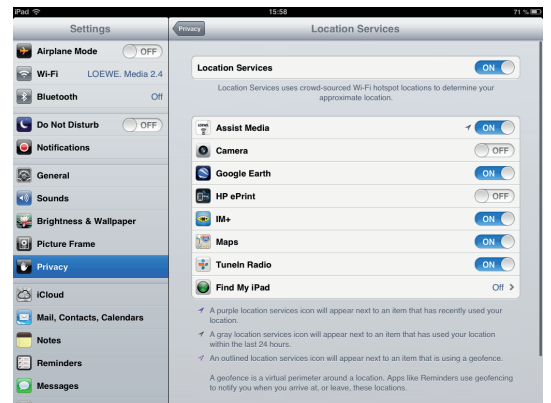 iPad 15:58 71 %
Settings
Privacy Location Services
Airplane Mode OFF
Wi-Fi LOEWE. Media 2.4
Bluetooth Off
Do Not Disturb OFF
Notifications
General
Sounds
Brightness & Wallpaper
Picture Frame
Privacy
iCloud
Mail, Contacts, Calendars
Notes
Reminders
Messages
Location Services ON
Location Services uses crowd-sourced Wi-Fi hotspot locations to determine your
approximate location.
LOEWE. Assist Media ON
Camera OFF
Google Earth ON
HP ePrint OFF
IM+ ON
Maps ON
TuneIn Radio ON
Find My iPad Off
A purple location services icon will appear next to an item that has recently used your
location.
A gray location services icon will appear next to an item that has used your location
within the last 24 hours.
An outlined location services icon will appear next to an item that is using a geofence.
A geofence is a virtual perimeter around a location. Apps like Reminders use geofencing
to notify you when you arrive at, or leave, these locations.